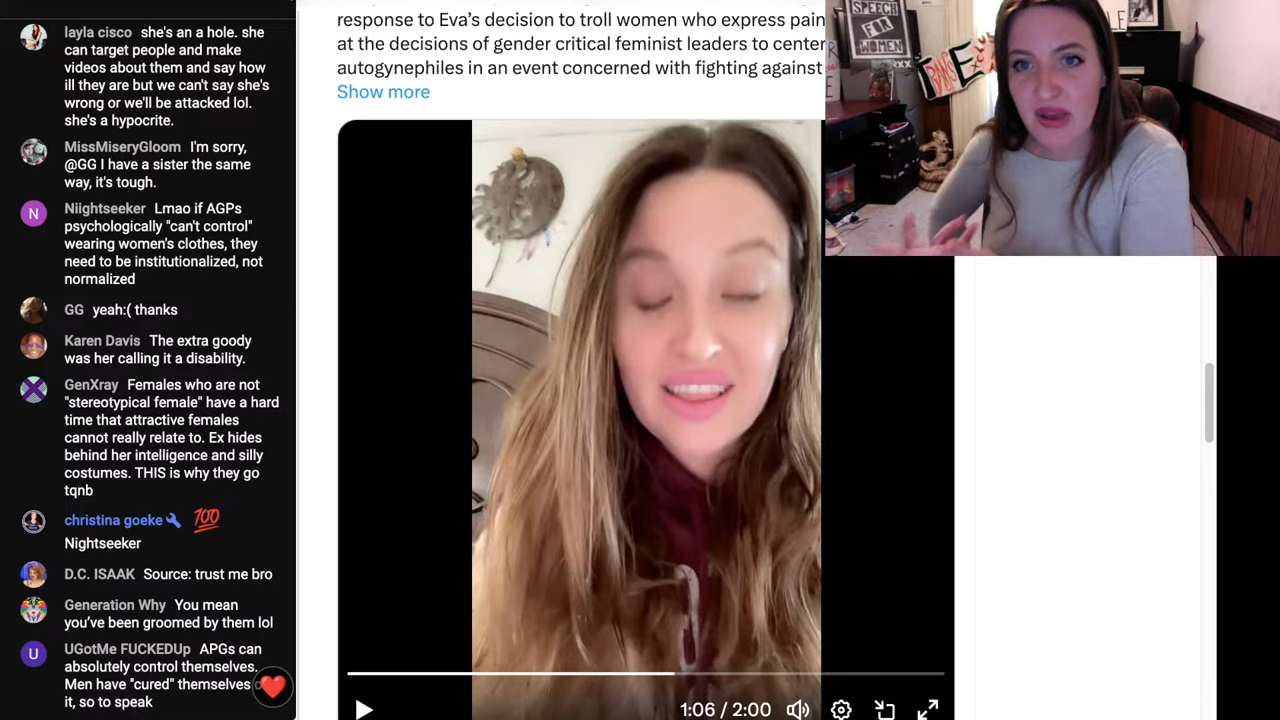 layla cisco she's an a hole. she
can target people and make
videos about them and say how
ill they are but we can't say she's
wrong or we'll be attacked lol.
she's a hypocrite.
MissMiseryGloom I'm sorry,
@GG I have a sister the same
way, it's tough.
N
Niightseeker Lmao if AGPs
psychologically "can't control"
wearing women's clothes, they
need to be institutionalized, not
normalized
GG yeah:( thanks
Karen Davis The extra goody
was her calling it a disability.
GenXray Females who are not
"stereotypical female" have a hard
time that attractive females
cannot really relate to. Ex hides
behind her intelligence and silly
costumes. THIS is why they go
tqnb
christina goeke 💯
Nightseeker
D.C. ISAAK Source: trust me bro
Generation Why You mean
you've been groomed by them lol
U
UGotMe FUCKEDUp APGs can
absolutely control themselves.
Men have "cured" themselves
it, so to speak
response to Eva's decision to troll women who express pain
at the decisions of gender critical feminist leaders to center
autogynephiles in an event concerned with fighting against
Show more
1:06 / 2:00
SPEECH
FOR
WOMEN